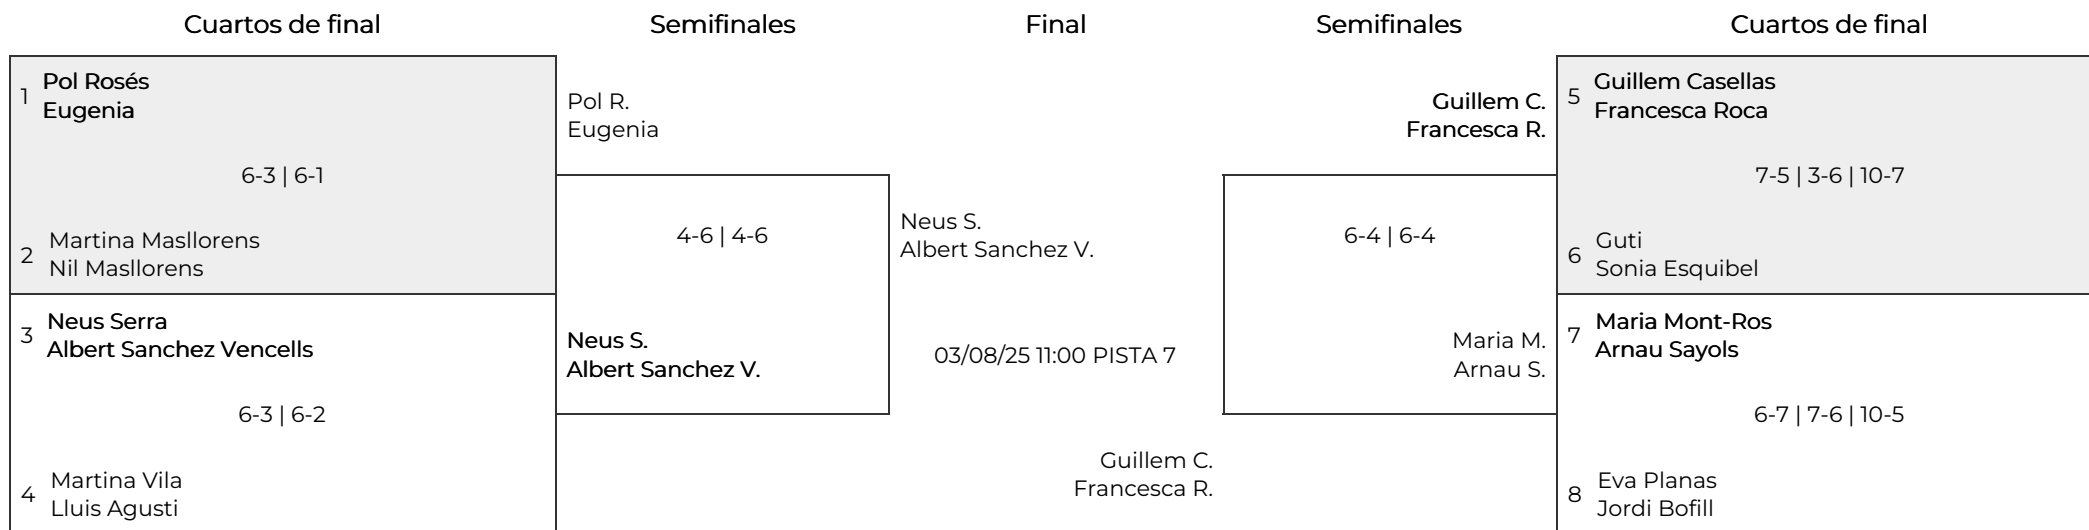 Cuartos de final
Semifinales
Final
Semifinales
Cuartos de final
1
Pol Rosés
Eugenia
6-3 | 6-1
2
Martina Masllorens
Nil Masllorens
3
Neus Serra
Albert Sanchez Vencells
6-3 | 6-2
4
Martina Vila
Lluis Agusti
Pol R.
Eugenia
4-6 | 4-6
Neus S.
Albert Sanchez V.
Neus S.
Albert Sanchez V.
03/08/25 11:00 PISTA 7
Guillem C.
Francesca R.
Guillem C.
Francesca R.
6-4 | 6-4
Maria M.
Arnau S.
5
Guillem Casellas
Francesca Roca
7-5 | 3-6 | 10-7
6
Guti
Sonia Esquibel
7
Maria Mont-Ros
Arnau Sayols
6-7 | 7-6 | 10-5
8
Eva Planas
Jordi Bofill